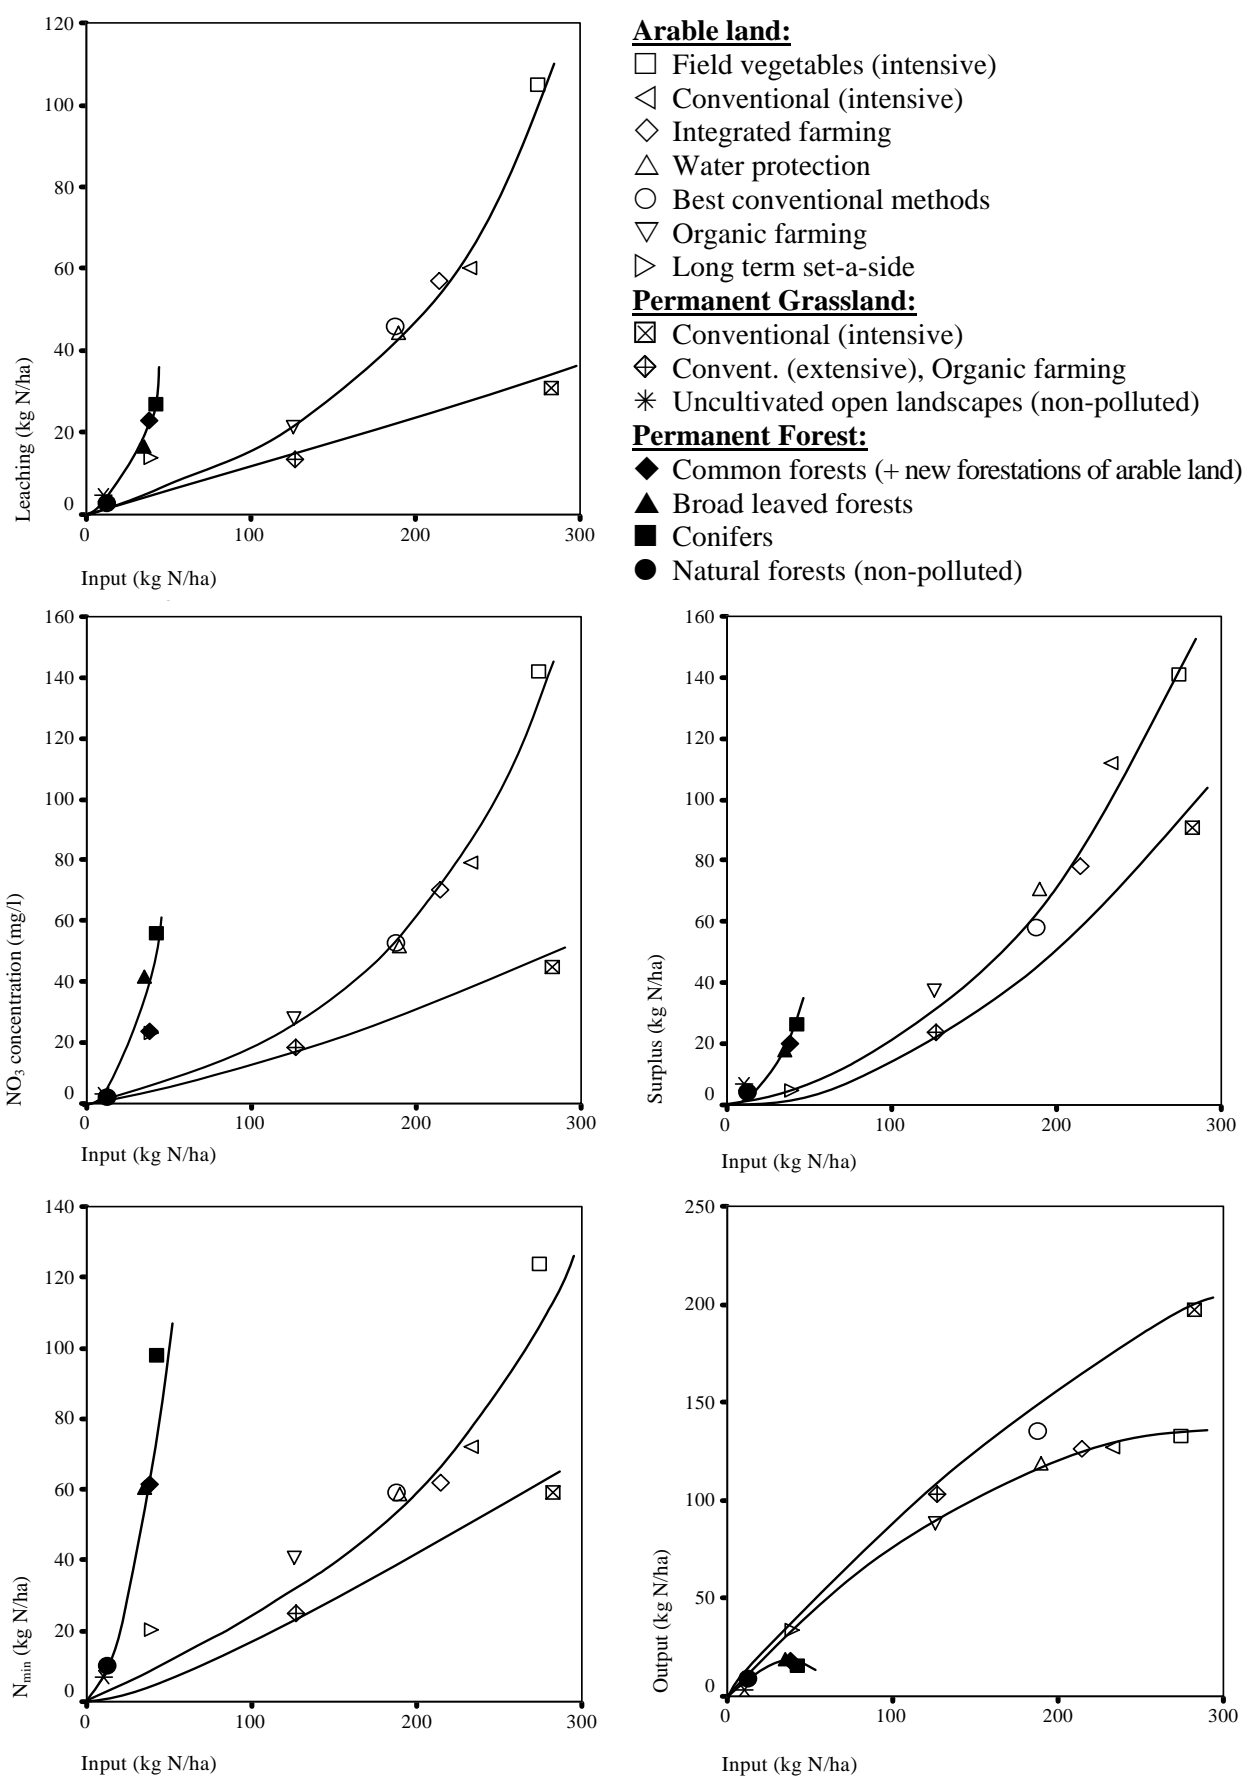 120
100
80
60
40
20
0
Leaching (kg N/ha)
0
100
200
300
Input (kg N/ha)
Arable land:
Field vegetables (intensive)
Conventional (intensive)
Integrated farming
Water protection
Best conventional methods
Organic farming
Long term set-a-side
Permanent Grassland:
Conventional (intensive)
Convent. (extensive), Organic farming
Uncultivated open landscapes (non-polluted)
Permanent Forest:
Common forests (+ new forestations of arable land)
Broad leaved forests
Conifers
Natural forests (non-polluted)
160
140
120
100
80
60
40
20
0
NO3 concentration (mg/l)
0
100
200
300
Input (kg N/ha)
160
140
120
100
80
60
40
20
0
Surplus (kg N/ha)
0
100
200
300
Input (kg N/ha)
140
120
100
80
60
40
20
0
Nmin (kg N/ha)
0
100
200
300
Input (kg N/ha)
250
200
150
100
50
0
Output (kg N/ha)
0
100
200
300
Input (kg N/ha)